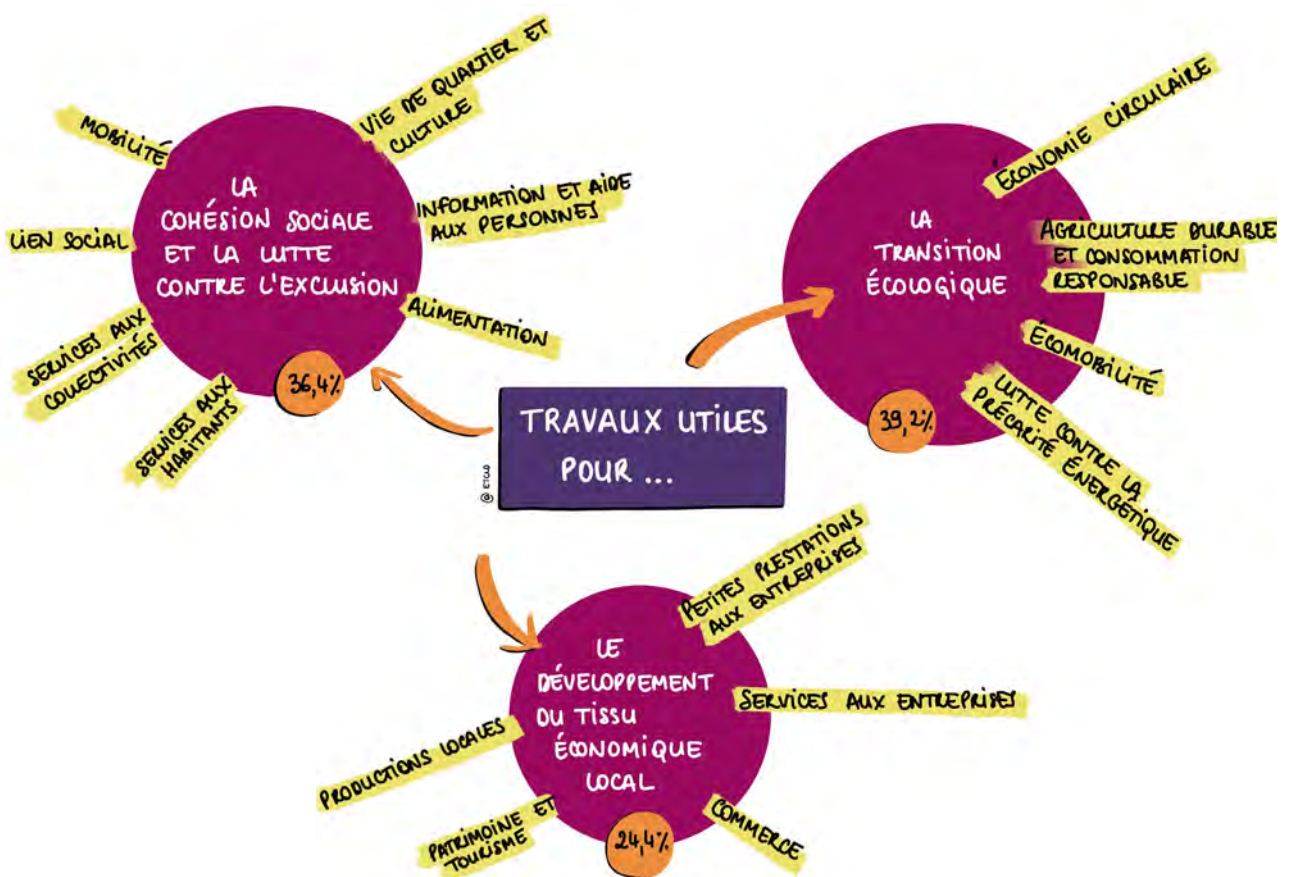 MOBILITÉ
VIE DE QUARTIER ET
CULTURE
INFORMATION ET AIDE
AUX PERSONNES
LIEN SOCIAL
ALIMENTATION
SERVICES AUX
COLLECTIVITÉS
SERVICES AUX
HABITANTS
LA
COHÉSION SOCIALE
ET LA LUTTE
CONTRE L'EXCLUSION
36,4%
ÉCONOMIE CIRCULAIRE
AGRICULTURE DURABLE
ET CONSOMMATION
RESPONSABLE
ÉCOMOBILITÉ
LUTTE CONTRE LA
PRÉCARITÉ ÉNERGÉTIQUE
LA
TRANSITION
ÉCOLOGIQUE
39,2%
TRAVAUX UTILES
POUR ...
@ ETCLD
PETITES PRESTATIONS
AUX ENTREPRISES
SERVICES AUX ENTREPRISES
COMMERCE
PRODUCTIONS LOCALES
PATRIMOINE ET
TOURISME
LE
DÉVELOPPEMENT
DU TISSU
ÉCONOMIQUE
LOCAL
24,4%